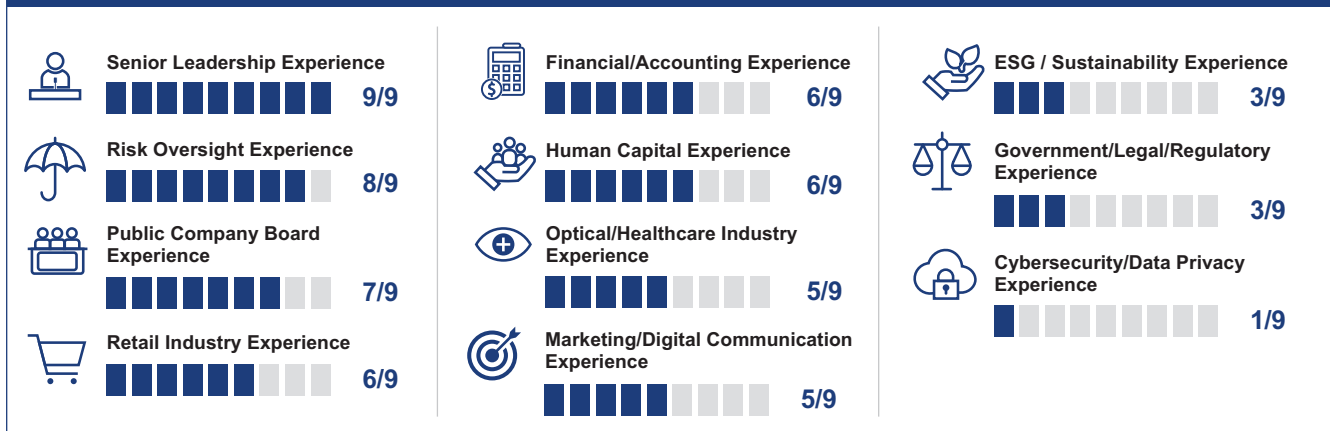 Senior Leadership Experience
9/9
Risk Oversight Experience
8/9
Public Company Board
Experience
7/9
Retail Industry Experience
6/9
$
Financial/Accounting Experience
6/9
Human Capital Experience
6/9
Optical/Healthcare Industry
Experience
5/9
Marketing/Digital Communication
Experience
5/9
ESG / Sustainability Experience
3/9
Government/Legal/Regulatory
Experience
3/9
Cybersecurity/Data Privacy
Experience
1/9